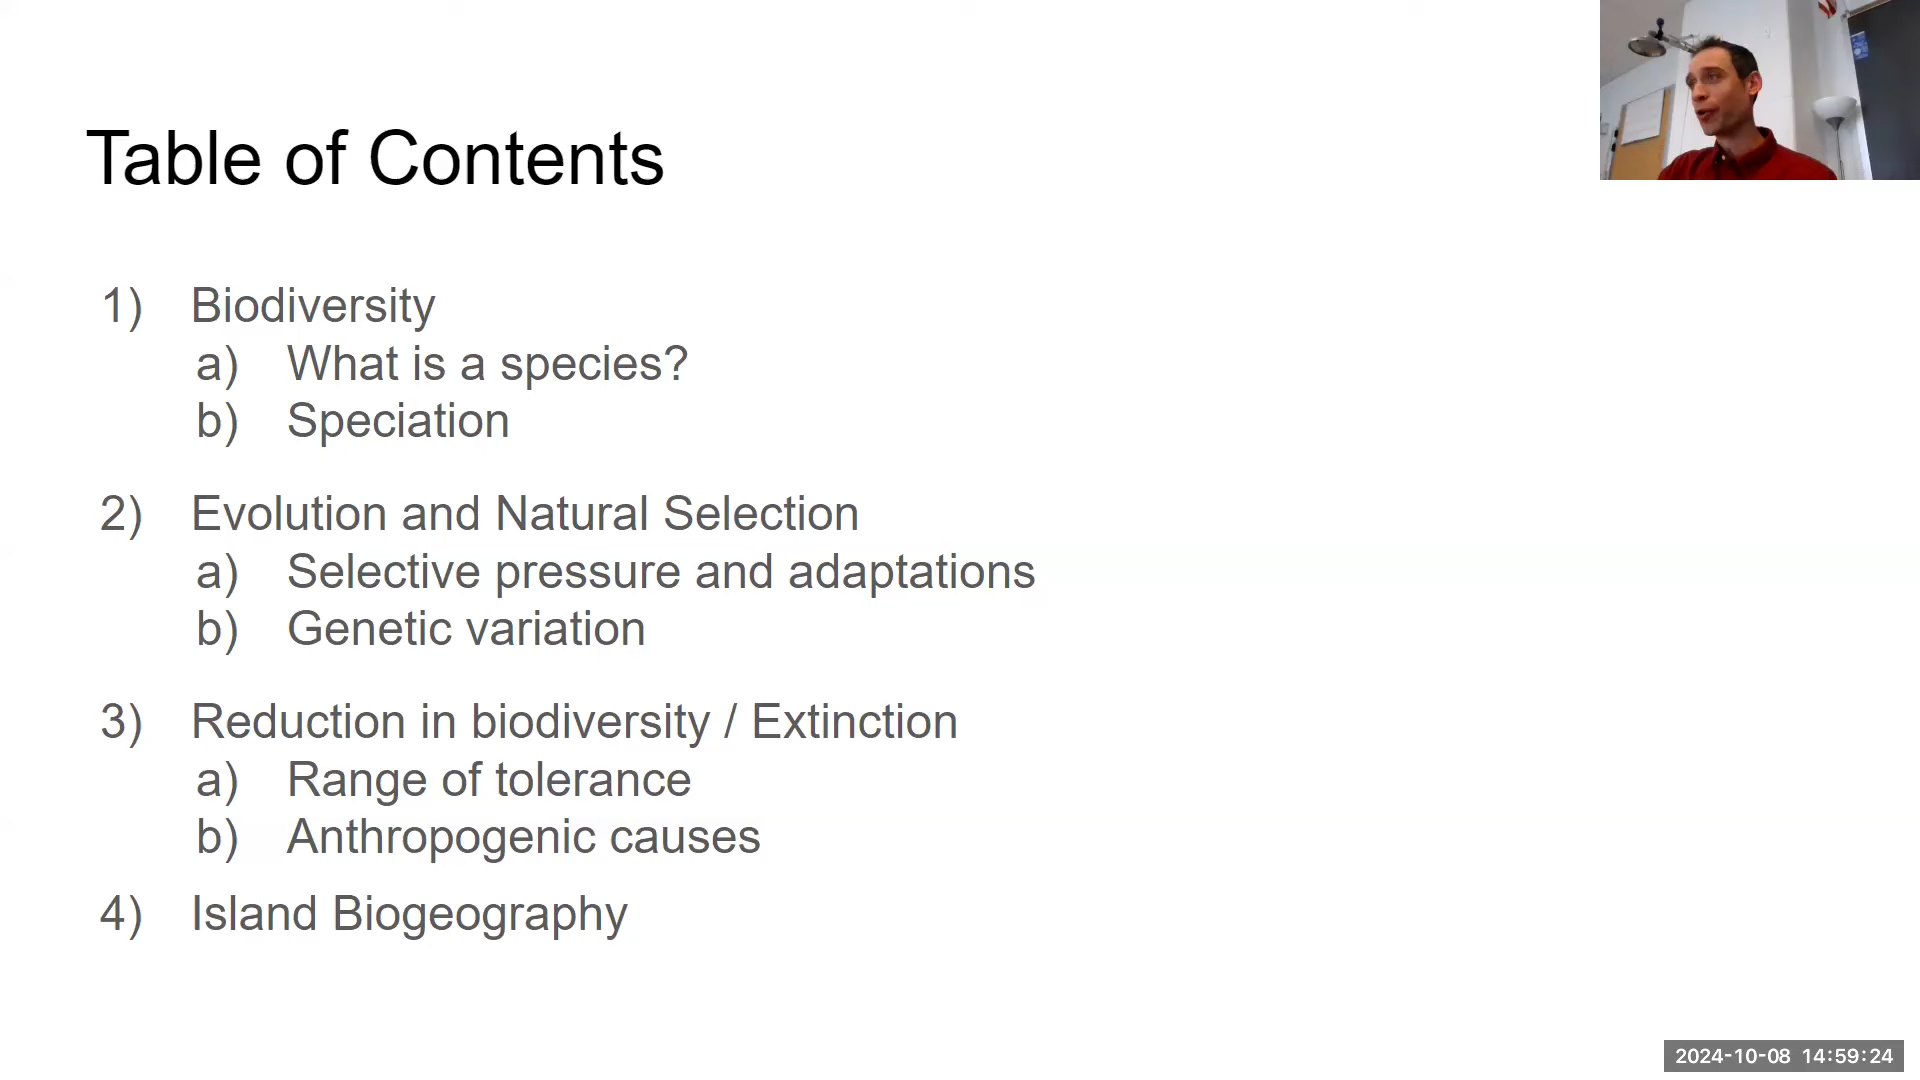 Table of Contents
1) Biodiversity
a) What is a species?
b) Speciation
2) Evolution and Natural Selection
a) Selective pressure and adaptations
b) Genetic variation
3) Reduction in biodiversity / Extinction
a) Range of tolerance
b) Anthropogenic causes
4) Island Biogeography
2024-10-08 14:59:24